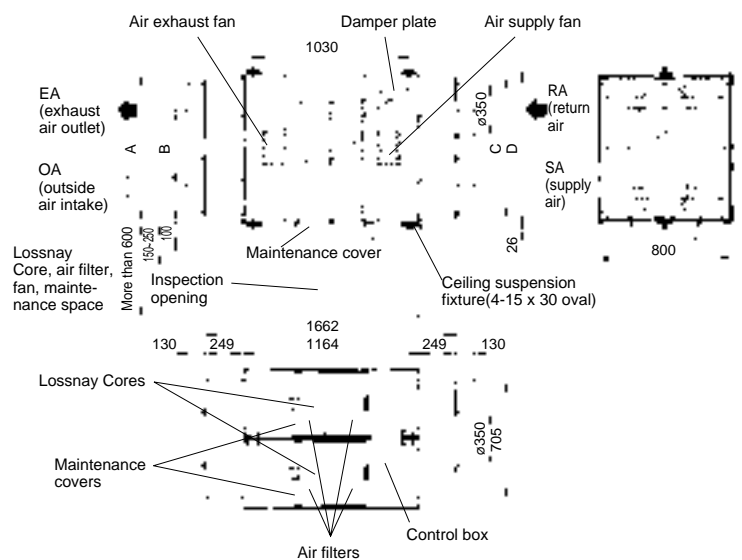 Air exhaust fan
Damper plate
Air supply fan
1030
EA
(exhaust
air outlet)
A
B
ø350
C
D
RA
(return
air
OA
(outside
air intake)
SA
(supply
air)
Maintenance cover
26
800
Lossnay
Core, air filter,
fan, mainte-
nance space
More than 600
150-250
100
Inspection
opening
Ceiling suspension
fixture(4-15 x 30 oval)
1662
130
249
1164
249
130
Lossnay Cores
ø350
705
Maintenance
covers
Control box
Air filters